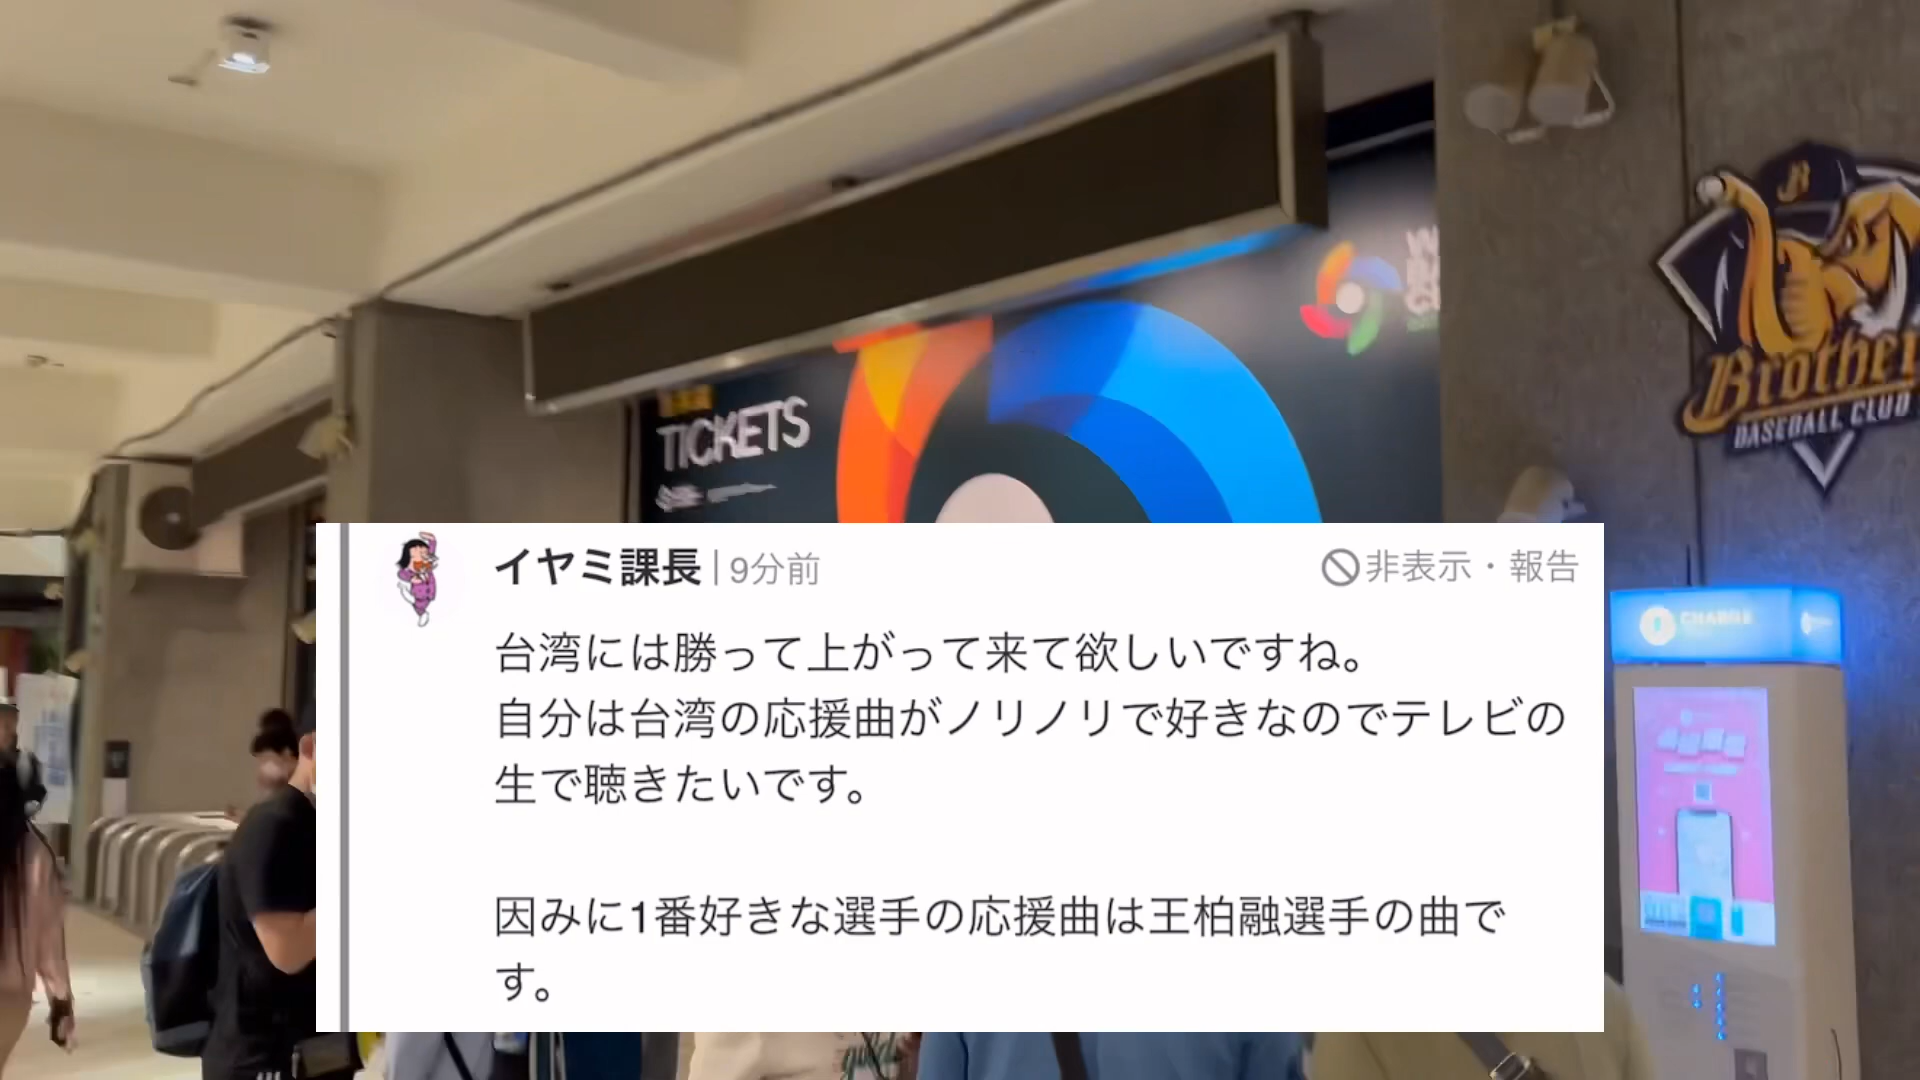 TICKETS
B
Brother
BASEBALL CLUB
CHARGE
イヤミ課長 | 9分前
非表示・報告
台湾には勝って上がって来て欲しいですね。
自分は台湾の応援曲がノリノリで好きなのでテレビの
生で聴きたいです。
因みに1番好きな選手の応援曲は王柏融選手の曲で
す。